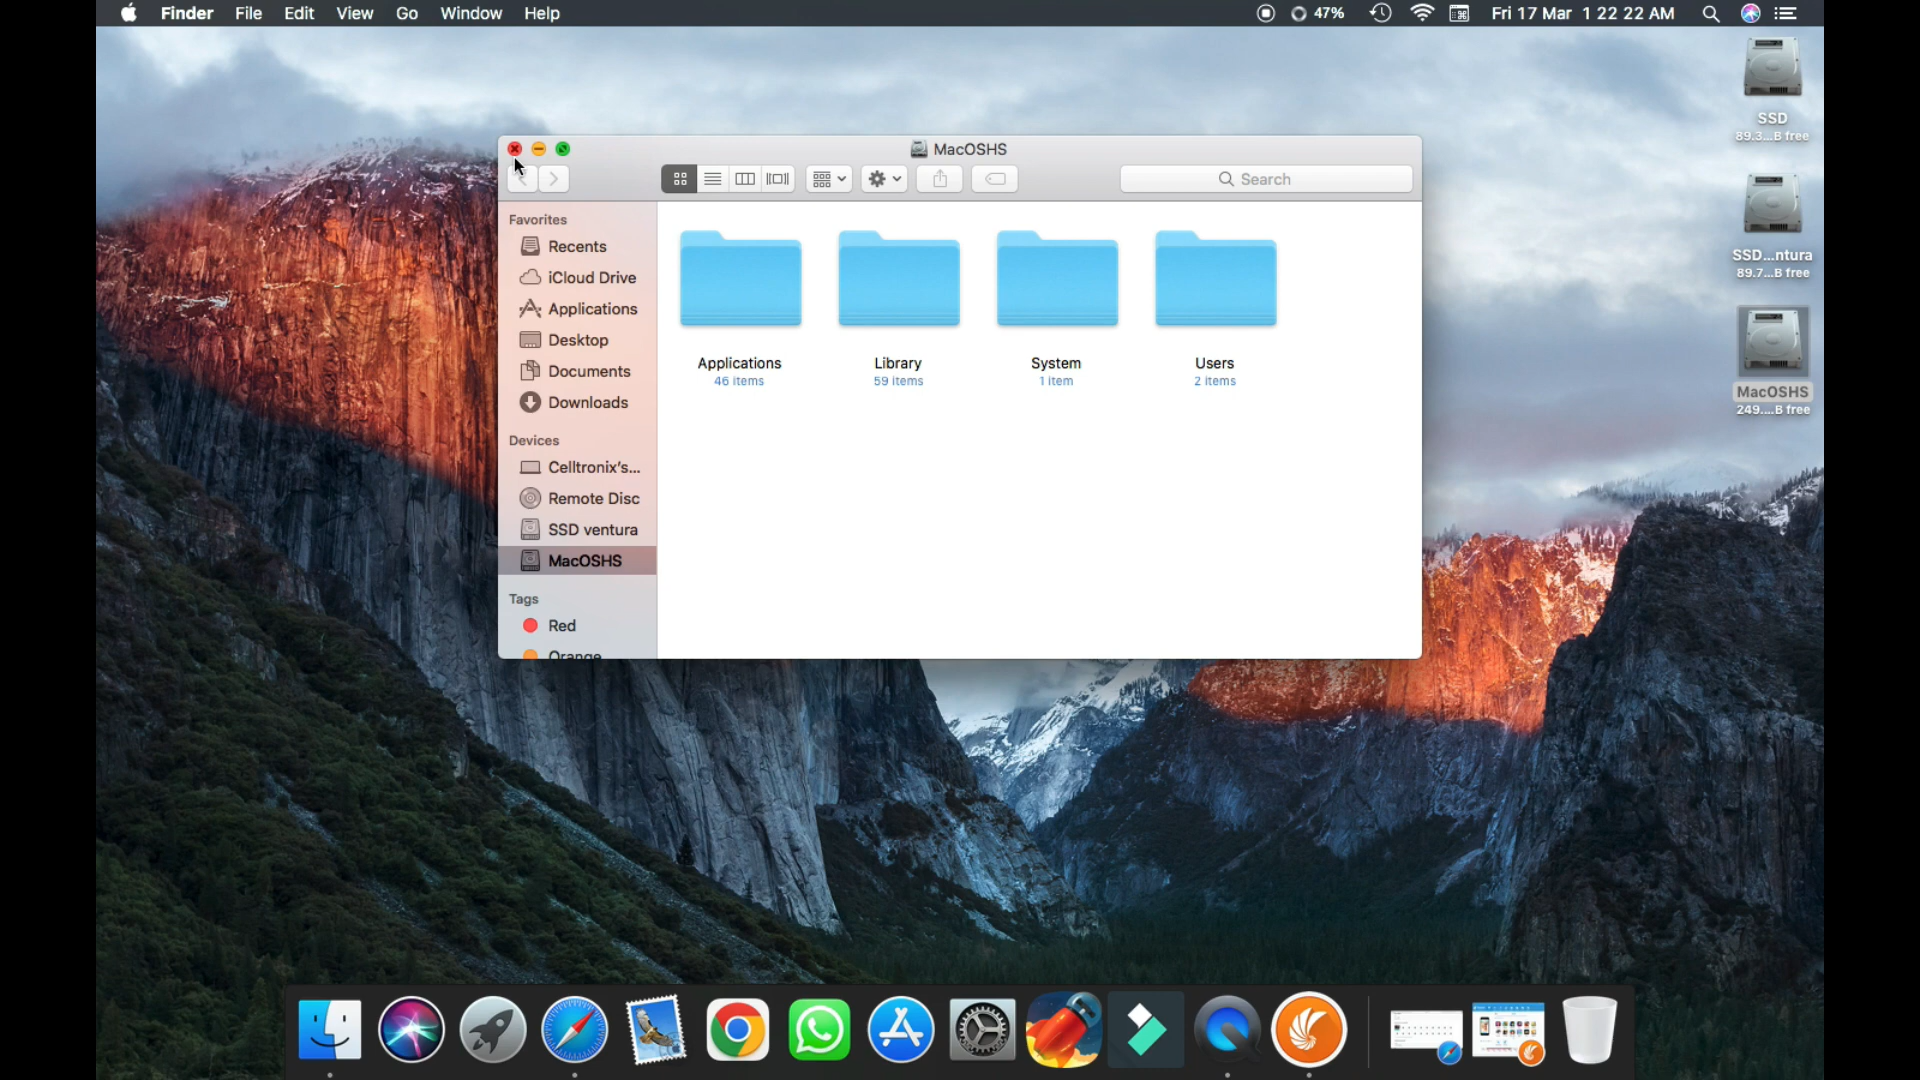 Finder File Edit View Go Window Help 47% Fri 17 Mar 1 22 22 AM
SSD
89.3...B free
SSD...ntura
89.7...B free
MacOSHS
249....B free
MacOSHS
Search
Favorites
Recents
iCloud Drive
Applications
Desktop
Documents
Downloads
Devices
Celltronix's...
Remote Disc
SSD ventura
MacOSHS
Tags
Red
Orange
Applications
46 items
Library
59 items
System
1 item
Users
2 items